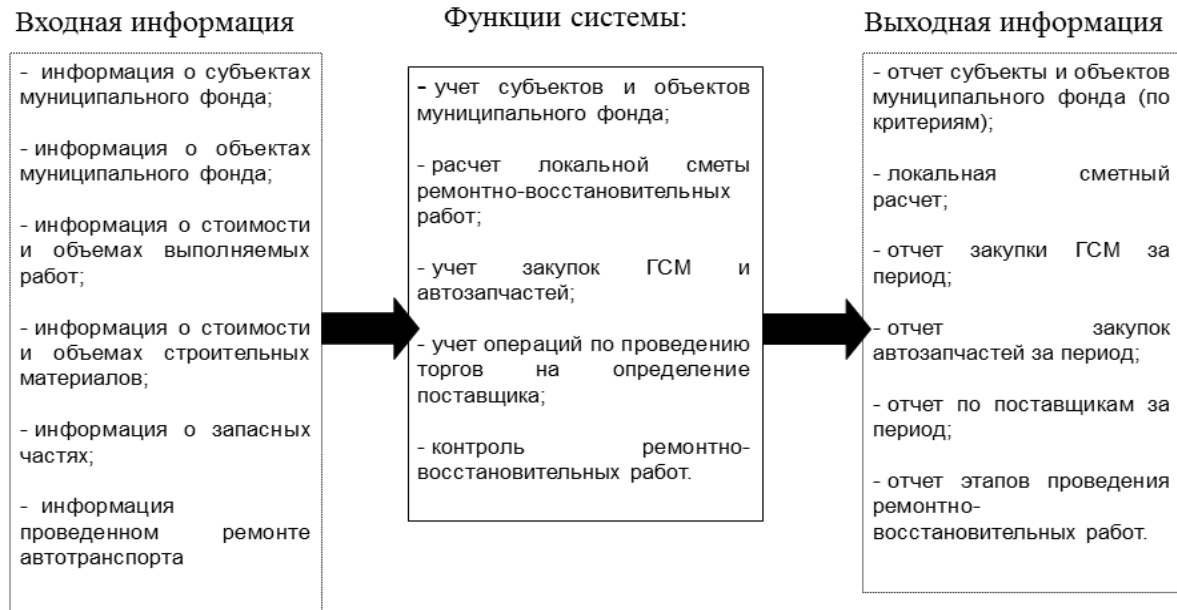 Входная информация
- информация о субъектах
муниципального фонда;
- информация о объектах
муниципального фонда;
- информация о стоимости
и объемах выполняемых
работ;
- информация о стоимости
и объемах строительных
материалов;
- информация о запасных
частях;
- информация
проведенном ремонте
автотранспорта
Функции системы:
- учет субъектов и объектов
муниципального фонда;
- расчет локальной сметы
ремонтно-восстановительных
работ;
- учет закупок ГСМ и
автозапчастей;
- учет операций по проведению
торгов на определение
поставщика;
- контроль ремонтно-
восстановительных работ.
Выходная информация
- отчет субъекты и объектов
муниципального фонда (по
критериям);
- локальная сметный
расчет;
- отчет закупки ГСМ за
период;
- отчет закупок
автозапчастей за период;
- отчет по поставщикам за
период;
- отчет этапов проведения
ремонтно-
восстановительных работ.